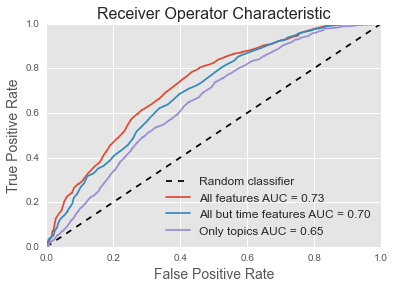 Receiver Operator Characteristic
True Positive Rate
1.0
0.8
0.6
0.4
0.2
0.0
Random classifier
All features AUC = 0.73
All but time features AUC = 0.70
Only topics AUC = 0.65
0.0 0.2 0.4 0.6 0.8 1.0
False Positive Rate